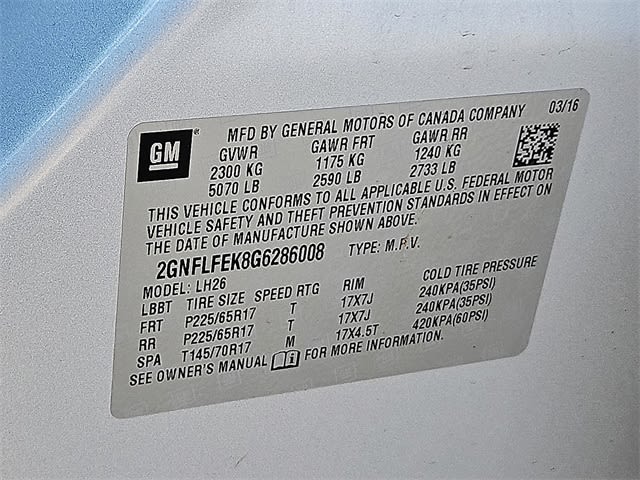 GM ®
MFD BY GENERAL MOTORS OF CANADA COMPANY 03/16
GVWR GAWR FRT GAWR RR
2300 KG 1175 KG 1240 KG
5070 LB 2590 LB 2733 LB
THIS VEHICLE CONFORMS TO ALL APPLICABLE U.S. FEDERAL MOTOR
VEHICLE SAFETY AND THEFT PREVENTION STANDARDS IN EFFECT ON
THE DATE OF MANUFACTURE SHOWN ABOVE.
2GNFLFEK8G6286008 TYPE: M.P.V.
MODEL: LH26
LBBT TIRE SIZE SPEED RTG RIM COLD TIRE PRESSURE
FRT P225/65R17 T 17X7J 240KPA(35PSI)
RR P225/65R17 T 17X7J 240KPA(35PSI)
SPA T145/70R17 M 17X4.5T 420KPA(60PSI)
SEE OWNER'S MANUAL FOR MORE INFORMATION.